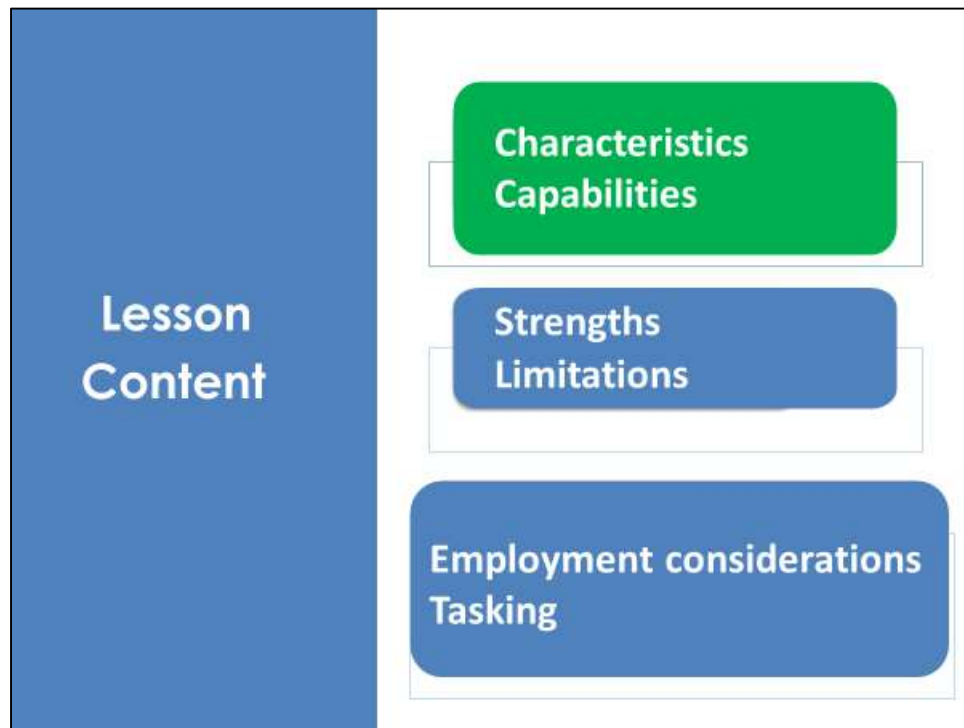 Lesson
Content
Characteristics
Capabilities
Strengths
Limitations
Employment considerations
Tasking